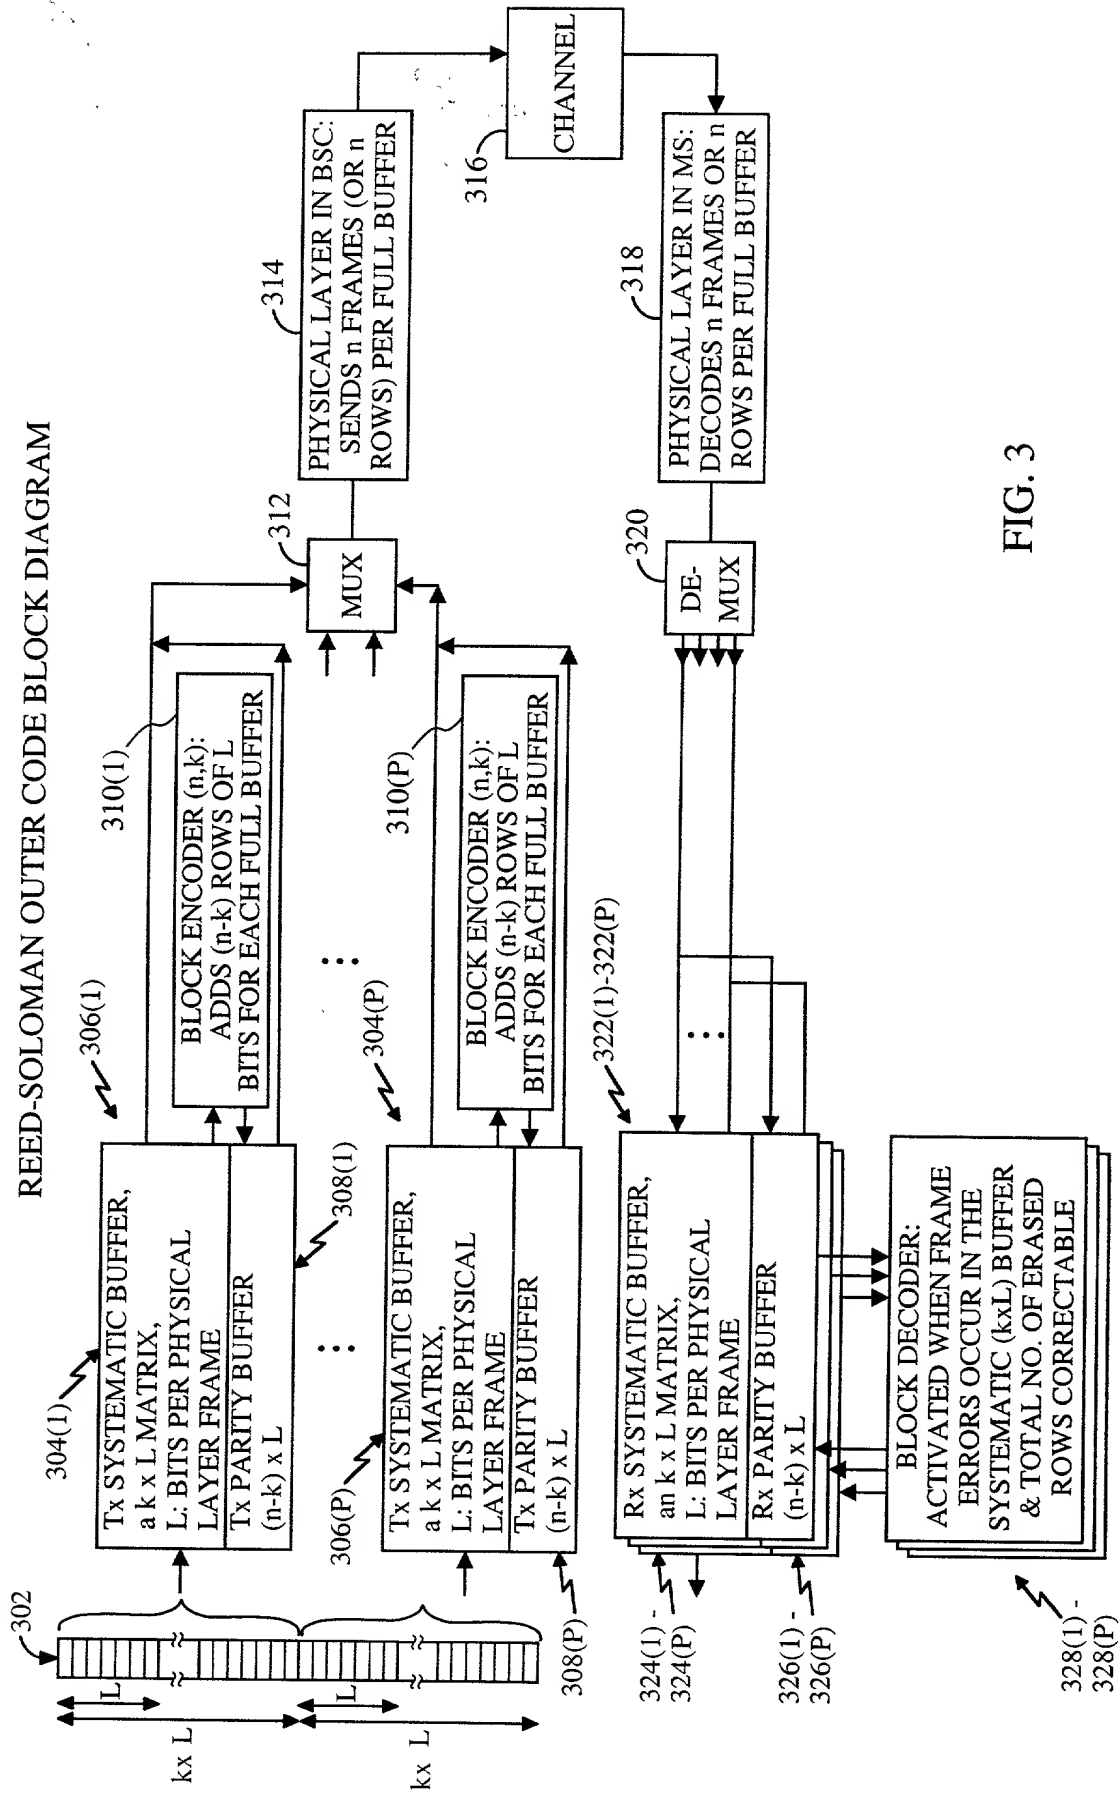 REED-SOLOMAN OUTER CODE BLOCK DIAGRAM
302
L
kx L
L
kx L
304(1)
306(1)
Tx SYSTEMATIC BUFFER,
a k x L MATRIX,
L: BITS PER PHYSICAL
LAYER FRAME
Tx PARITY BUFFER
(n-k) x L
308(1)
310(1)
BLOCK ENCODER (n,k):
ADDS (n-k) ROWS OF L
BITS FOR EACH FULL BUFFER
306(P)
304(P)
Tx SYSTEMATIC BUFFER,
a k x L MATRIX,
L: BITS PER PHYSICAL
LAYER FRAME
Tx PARITY BUFFER
(n-k) x L
308(P)
310(P)
BLOCK ENCODER (n,k):
ADDS (n-k) ROWS OF L
BITS FOR EACH FULL BUFFER
312
MUX
314
PHYSICAL LAYER IN BSC:
SENDS n FRAMES (OR n
ROWS) PER FULL BUFFER
316
CHANNEL
318
PHYSICAL LAYER IN MS:
DECODES n FRAMES OR n
ROWS PER FULL BUFFER
320
DE-
MUX
322(1)-322(P)
Rx SYSTEMATIC BUFFER,
an k x L MATRIX,
L: BITS PER PHYSICAL
LAYER FRAME
Rx PARITY BUFFER
(n-k) x L
324(1) -
324(P)
326(1) -
326(P)
BLOCK DECODER:
ACTIVATED WHEN FRAME
ERRORS OCCUR IN THE
SYSTEMATIC (kxL) BUFFER
& TOTAL NO. OF ERASED
ROWS CORRECTABLE
328(1) -
328(P)
FIG. 3